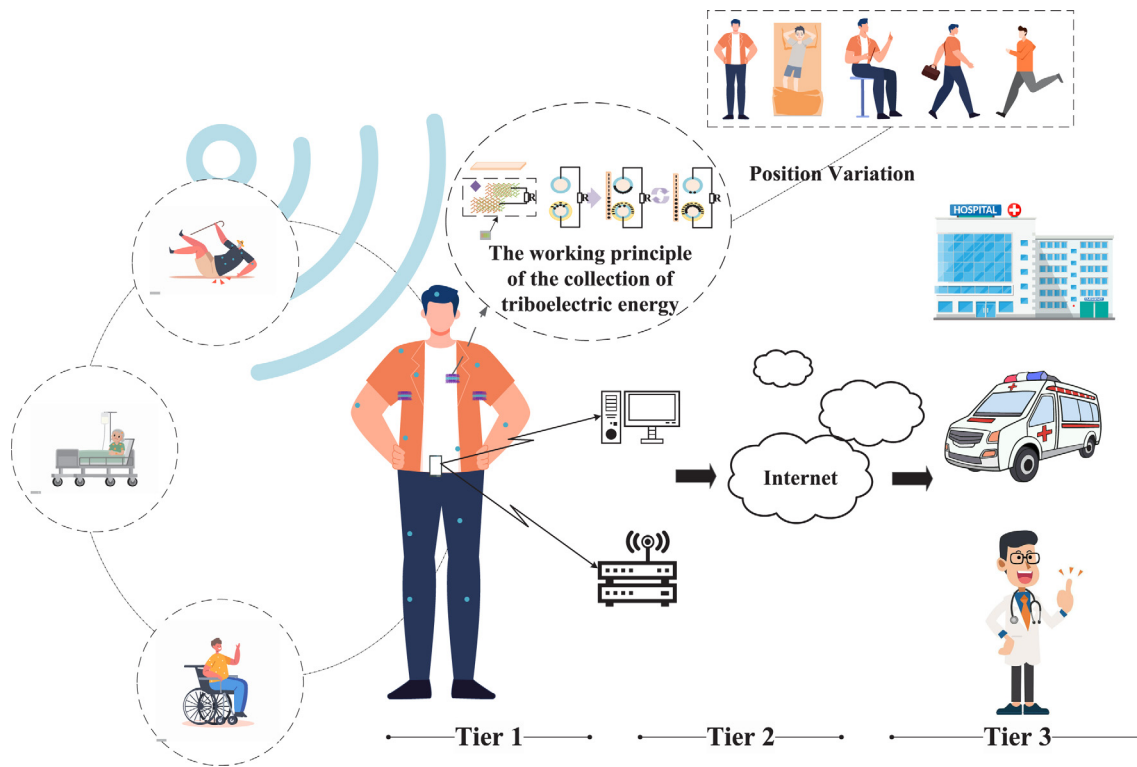 Position Variation
R
R
R
R
The working principle
of the collection of
triboelectric energy
HOSPITAL
Internet
Tier 1
Tier 2
Tier 3